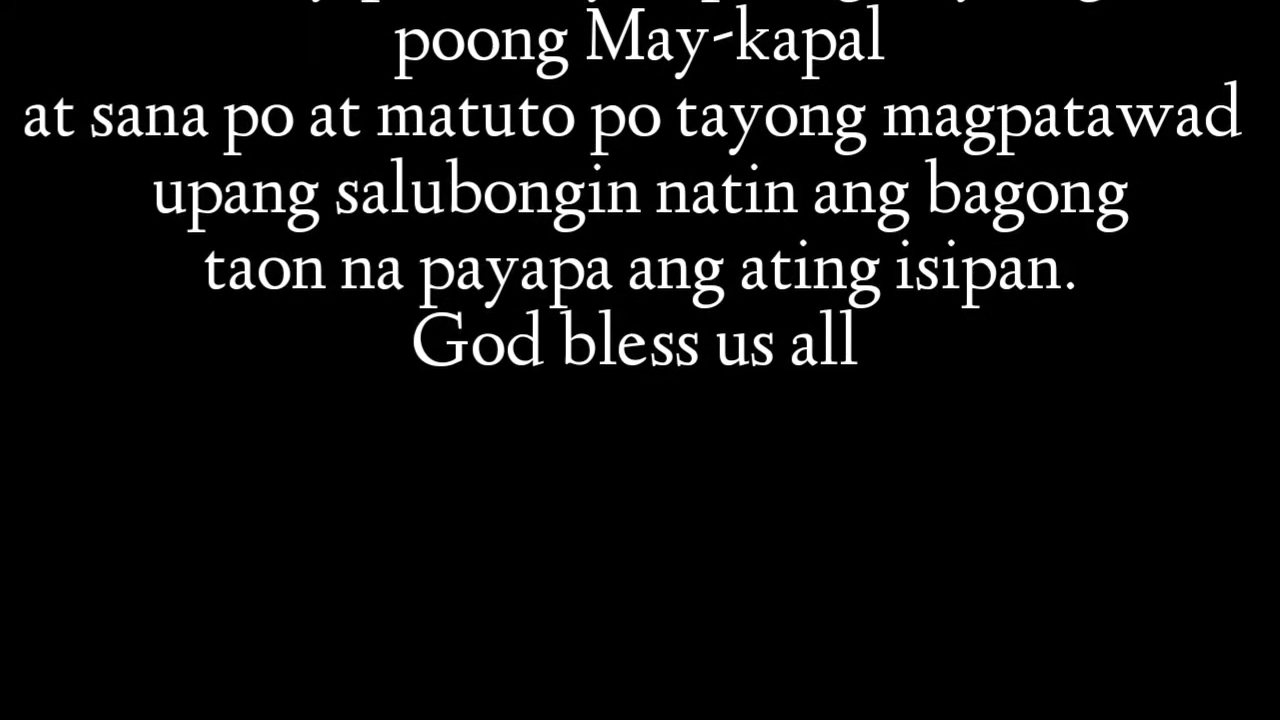 poong May-kapal
at sana po at matuto po tayong magpatawad
upang salubongin natin ang bagong
taon na payapa ang ating isipan.
God bless us all